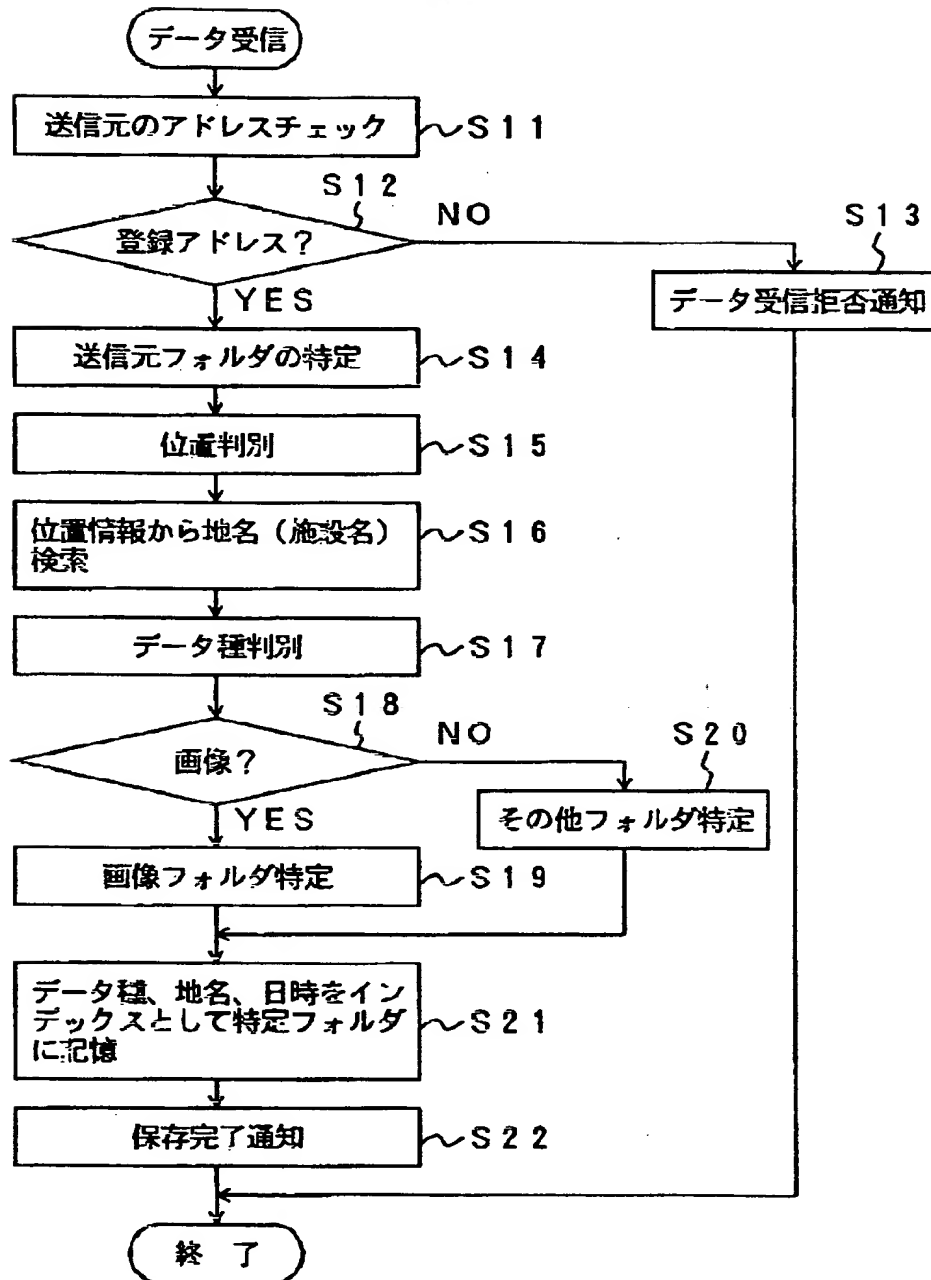 データ受信
送信元のアドレスチェック
S11
S12
登録アドレス?
NO
S13
データ受信拒否通知
YES
送信元フォルダの特定
S14
位置判別
S15
位置情報から地名(施設名)
検索
S16
データ種判別
S17
S18
画像?
NO
S20
その他フォルダ特定
YES
画像フォルダ特定
S19
データ種、地名、日時をイン
デックスとして特定フォルダ
に記憶
S21
保存完了通知
S22
終 了